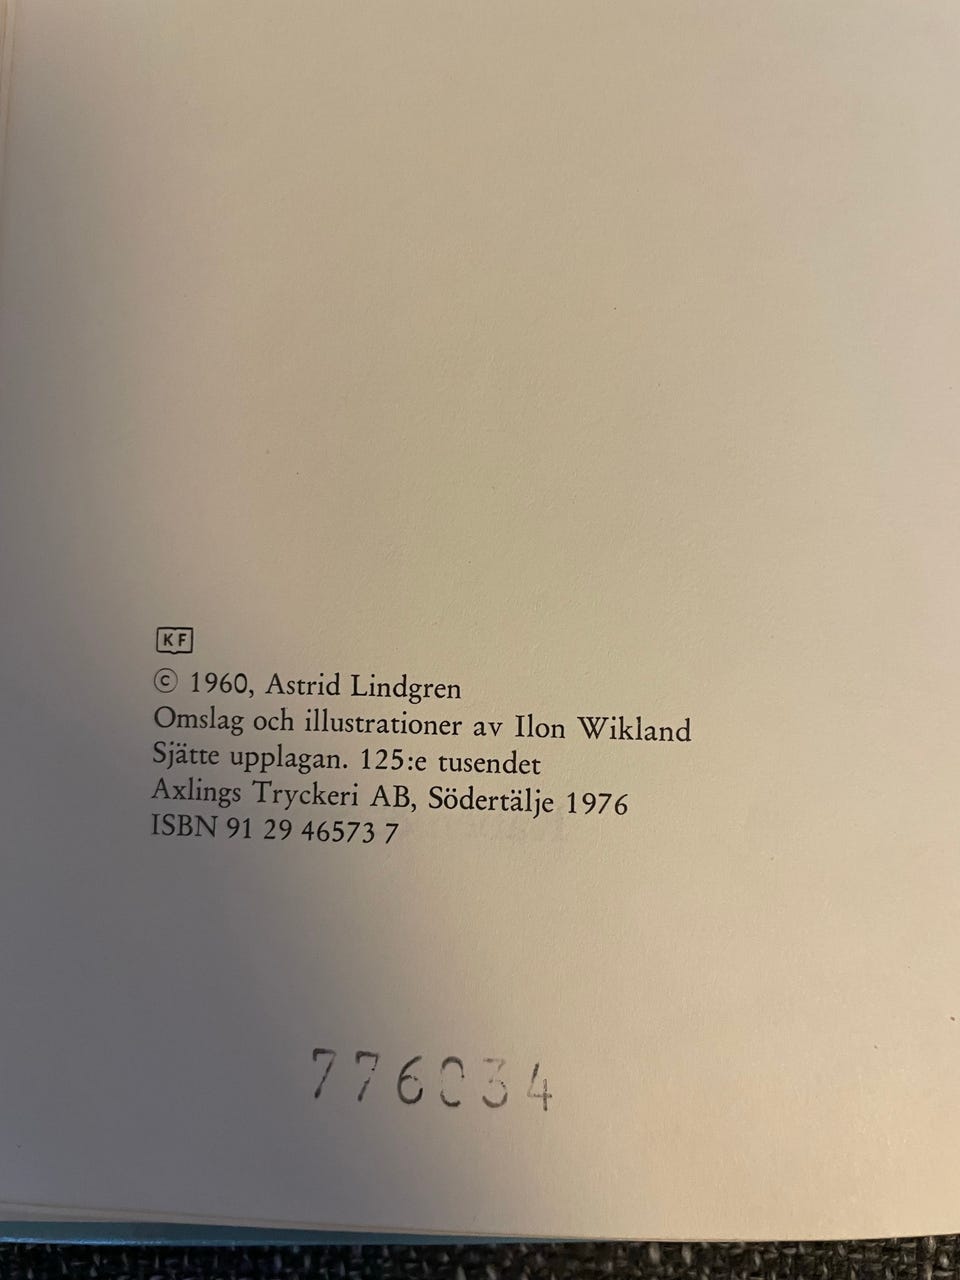 KF
© 1960, Astrid Lindgren
Omslag och illustrationer av Ilon Wikland
Sjätte upplagan. 125:e tusendet
Axlings Tryckeri AB, Södertälje 1976
ISBN 91 29 46573 7
776034